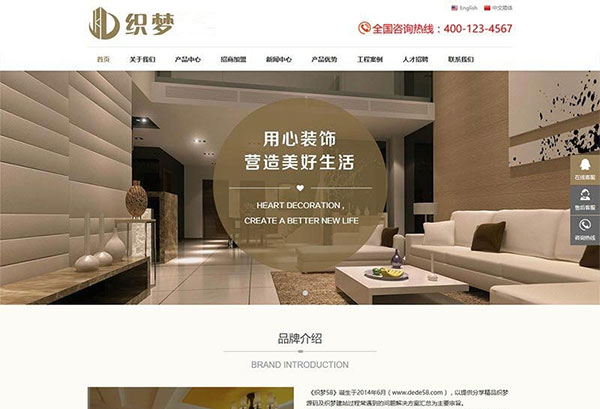 织梦
English 中文简体
全国咨询热线：400-123-4567
首页 关于我们 产品中心 招商加盟 新闻中心 产品优势 工程案例 人才招聘 联系我们
用心装饰
营造美好生活
HEART DECORATION ,
CREATE A BETTER NEW LIFE
在线客服
售后客服
咨询热线
品牌介绍
BRAND INTRODUCTION
《织梦58》诞生于2014年6月（www.dede58.com），以提供分享精品织梦
源码及织梦建站过程常遇到的问题解决方案汇总为主要宗旨。